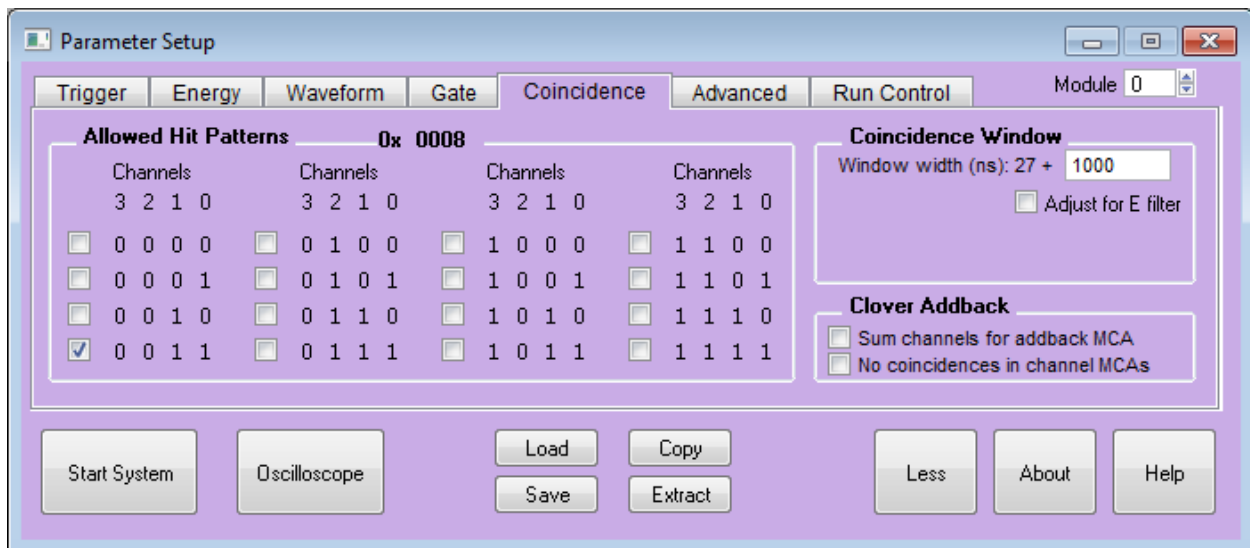 Parameter Setup
Trigger Energy Waveform Gate Coincidence Advanced Run Control Module 0
Allowed Hit Patterns 0x 0008
Channels Channels Channels Channels
3 2 1 0 3 2 1 0 3 2 1 0 3 2 1 0
0 0 0 0 0 1 0 0 1 0 0 0 1 1 0 0
0 0 0 1 0 1 0 1 1 0 0 1 1 1 0 1
0 0 1 0 0 1 1 0 1 0 1 0 1 1 1 0
0 0 1 1 0 1 1 1 1 0 1 1 1 1 1 1
Coincidence Window
Window width (ns): 27 + 1000
Adjust for E filter
Clover Addback
Sum channels for addback MCA
No coincidences in channel MCAs
Start System Oscilloscope Load Copy Less About Help
Save Extract